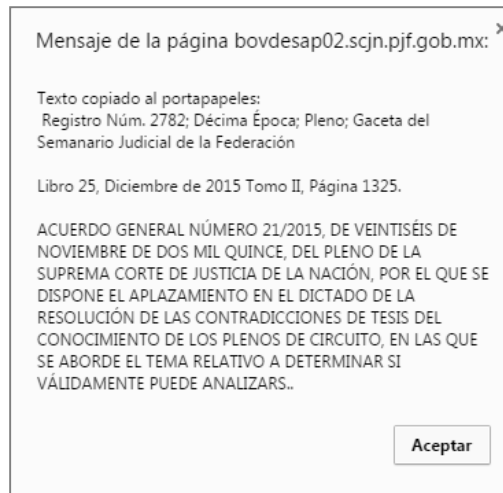 Mensaje de la página bovdesap02.scjn.pjf.gob.mx:
Texto copiado al portapapeles:
Registro Núm. 2782; Décima Época; Pleno; Gaceta del
Semanario Judicial de la Federación
Libro 25, Diciembre de 2015 Tomo II, Página 1325.
ACUERDO GENERAL NÚMERO 21/2015, DE VEINTISÉIS DE
NOVIEMBRE DE DOS MIL QUINCE, DEL PLENO DE LA
SUPREMA CORTE DE JUSTICIA DE LA NACIÓN, POR EL QUE SE
DISPONE EL APLAZAMIENTO EN EL DICTADO DE LA
RESOLUCIÓN DE LAS CONTRADICCIONES DE TESIS DEL
CONOCIMIENTO DE LOS PLENOS DE CIRCUITO, EN LAS QUE
SE ABORDE EL TEMA RELATIVO A DETERMINAR SI
VÁLIDAMENTE PUEDE ANALIZARS..
Aceptar